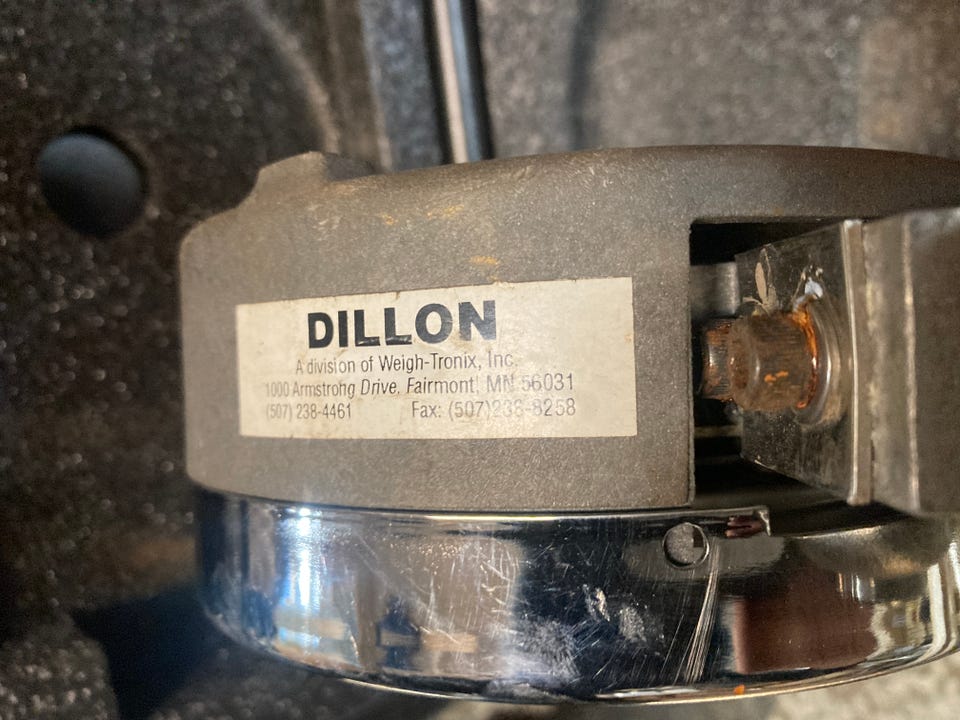 DILLON
A division of Weigh-Tronix, Inc.
1000 Armstrong Drive, Fairmont, MN 56031
(507) 238-4461 Fax: (507)238-8258